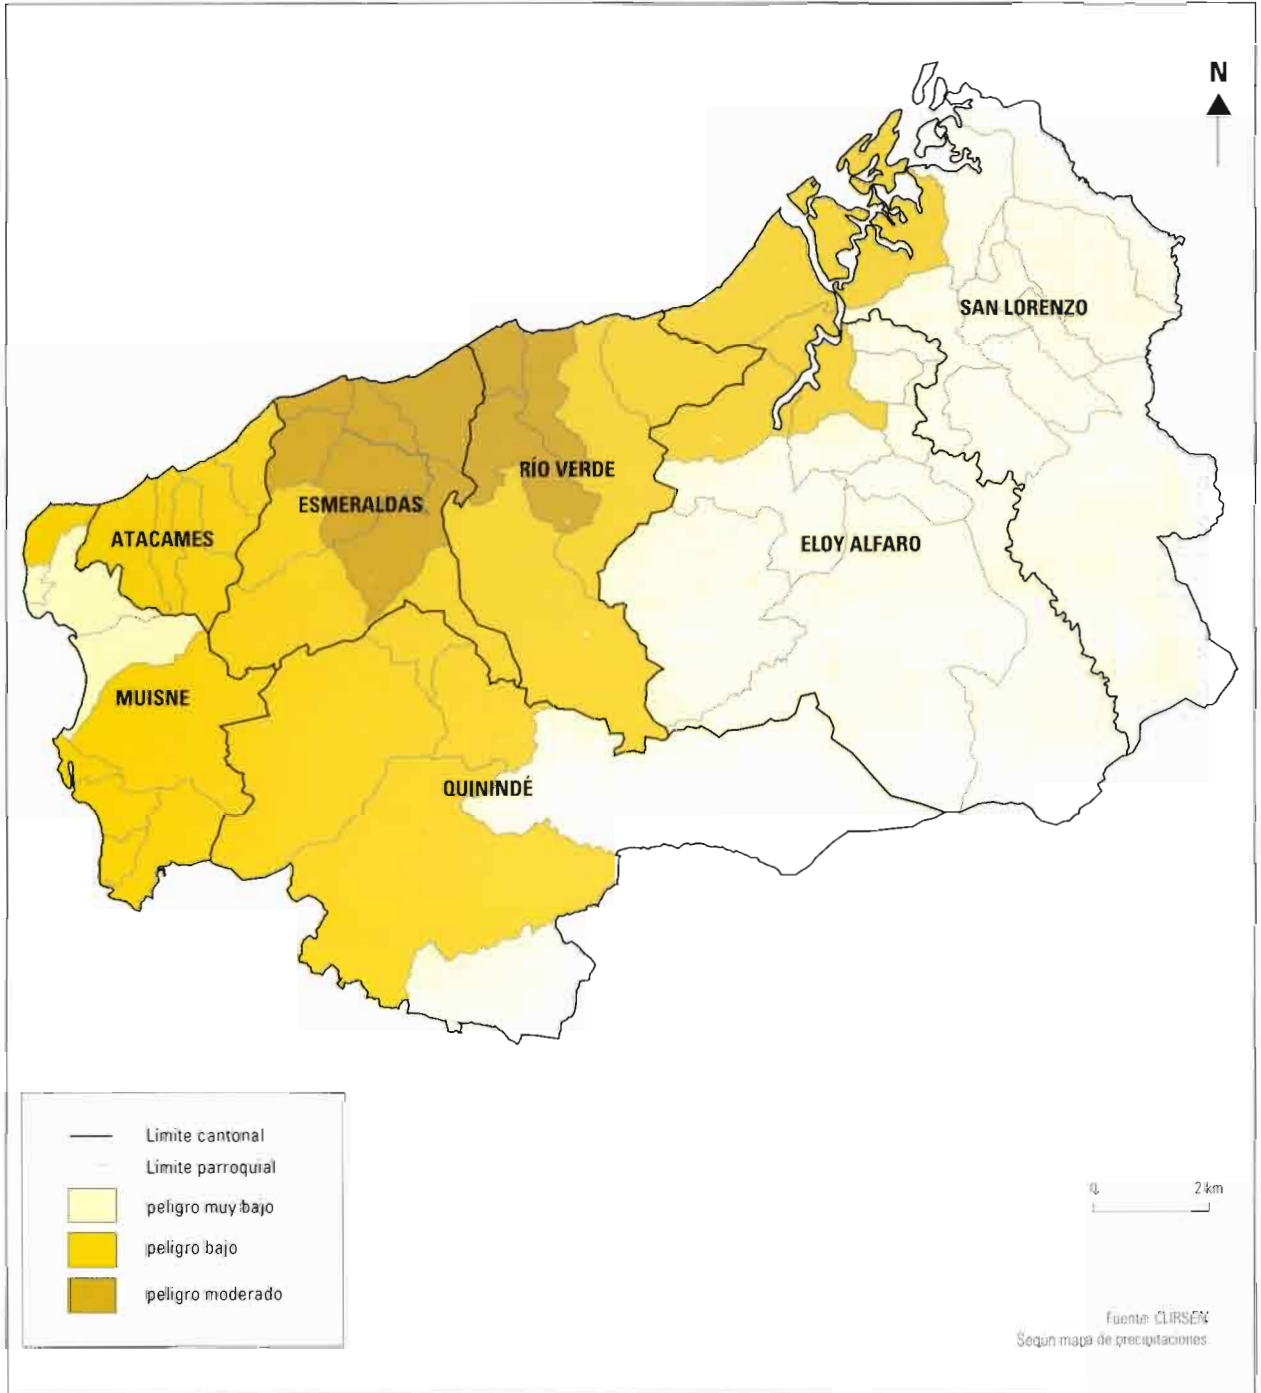 N
SAN LORENZO
RÍO VERDE
ESMERALDAS
ATACAMES
ELOY ALFARO
MUISNE
QUININDÉ
Límite cantonal
Límite parroquial
peligro muy bajo
peligro bajo
peligro moderado
0 2 km
Fuente: CLIRSEN
Según mapa de precipitaciones